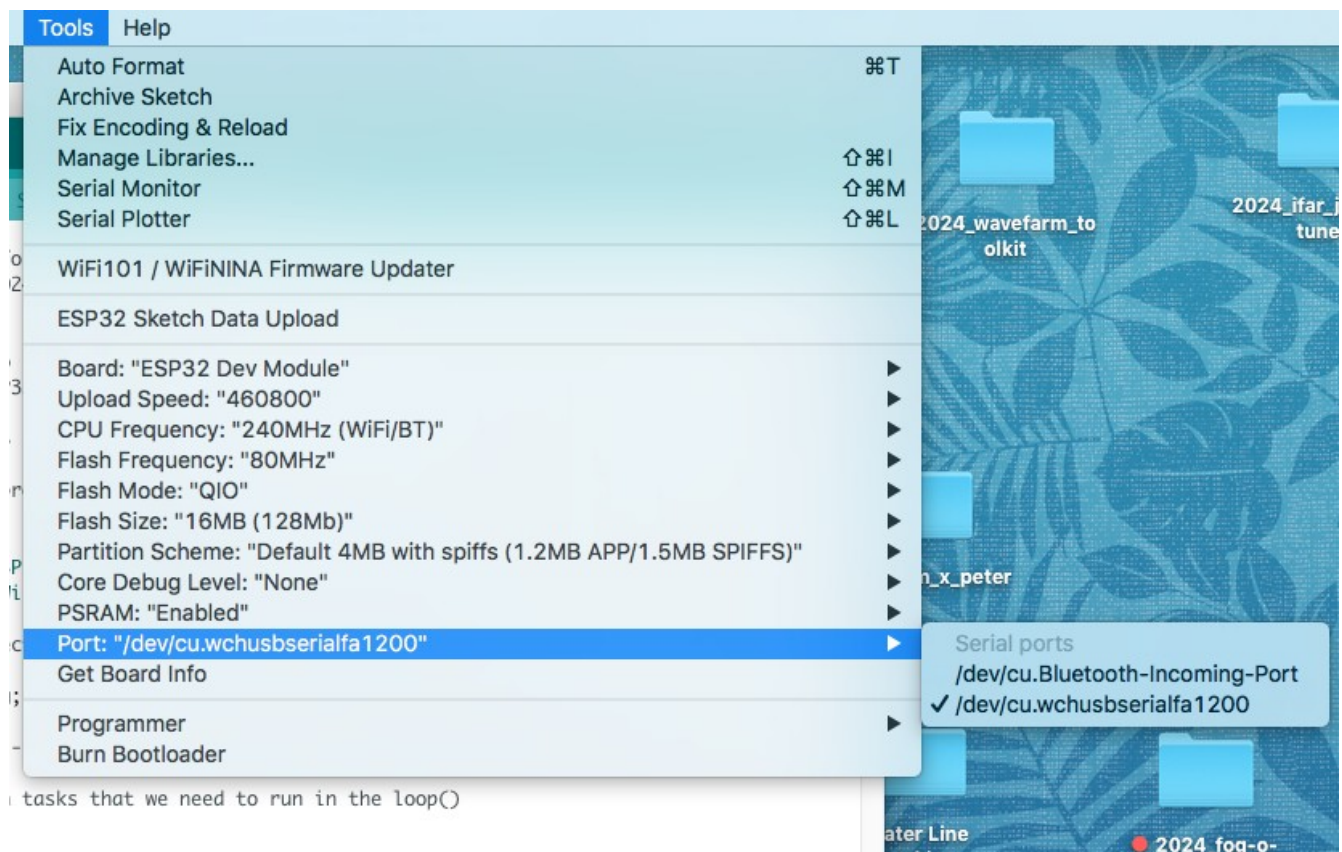 Tools Help
Auto Format ⌘T
Archive Sketch
Fix Encoding & Reload
Manage Libraries... ⇧⌘I
Serial Monitor ⇧⌘M
Serial Plotter ⇧⌘L
WiFi101 / WiFiNINA Firmware Updater
ESP32 Sketch Data Upload
Board: "ESP32 Dev Module"
Upload Speed: "460800"
CPU Frequency: "240MHz (WiFi/BT)"
Flash Frequency: "80MHz"
Flash Mode: "QIO"
Flash Size: "16MB (128Mb)"
Partition Scheme: "Default 4MB with spiffs (1.2MB APP/1.5MB SPIFFS)"
Core Debug Level: "None"
PSRAM: "Enabled"
Port: "/dev/cu.wchusbserialfa1200"
Get Board Info
Programmer
Burn Bootloader
Serial ports
/dev/cu.Bluetooth-Incoming-Port
✓ /dev/cu.wchusbserialfa1200
tasks that we need to run in the loop()
2024_wavefarm_to
olkit
2024_ifar_j
tune
_x_peter
ater Line
2024_fog-o-